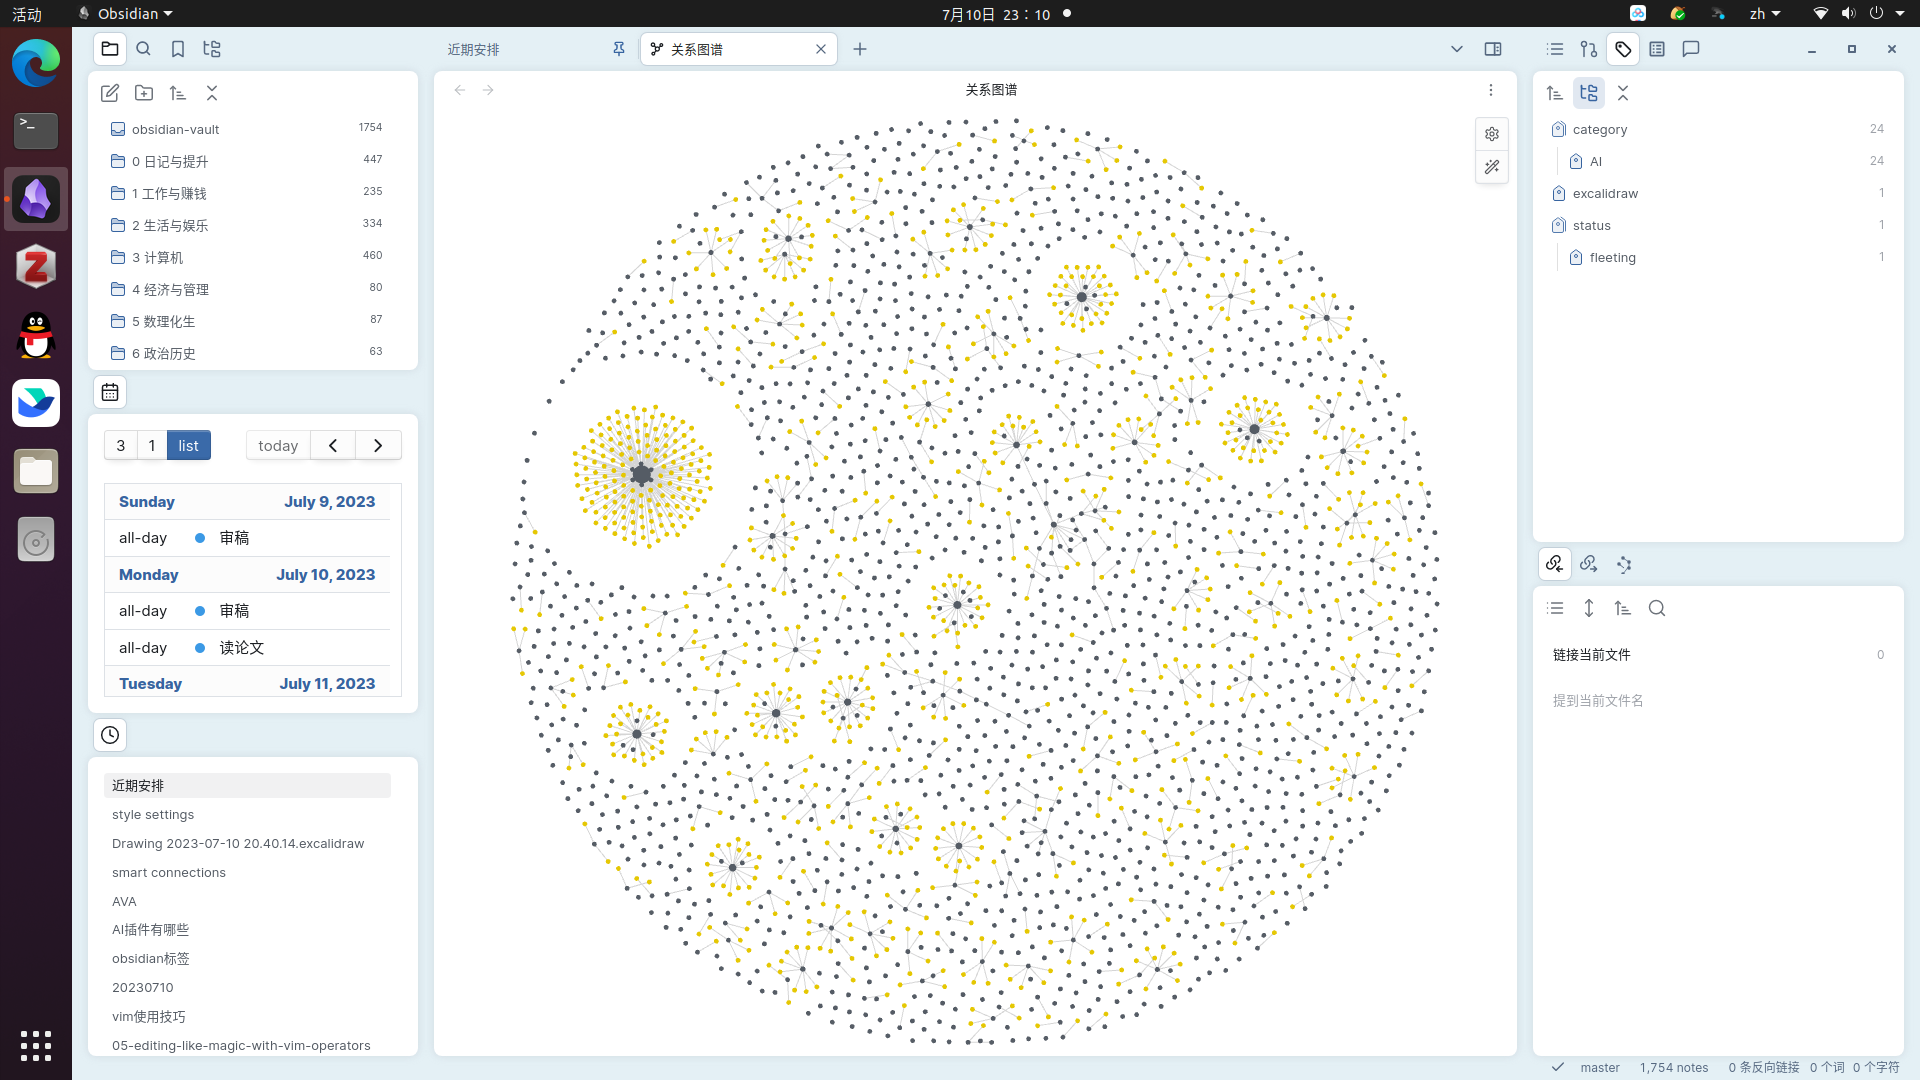 活动
Obsidian
7月10日 23：10
zh
近期安排
关系图谱
obsidian-vault 1754
0 日记与提升 447
1 工作与赚钱 235
2 生活与娱乐 334
3 计算机 460
4 经济与管理 80
5 数理化生 87
6 政治历史 63
3 1 list today
Sunday July 9, 2023
all-day 审稿
Monday July 10, 2023
all-day 审稿
all-day 读论文
Tuesday July 11, 2023
近期安排
style settings
Drawing 2023-07-10 20.40.14.excalidraw
smart connections
AVA
AI插件有哪些
obsidian标签
20230710
vim使用技巧
05-editing-like-magic-with-vim-operators
关系图谱
category 24
AI 24
excalidraw 1
status 1
fleeting 1
链接当前文件 0
提到当前文件名
master 1,754 notes 0 条反向链接 0 个词 0 个字符